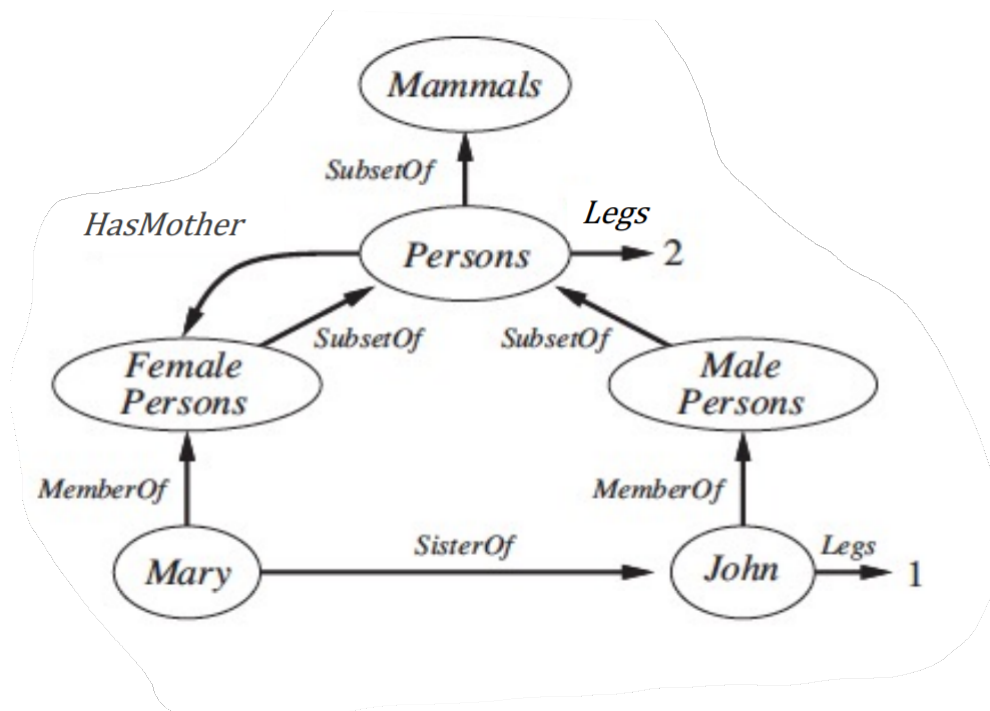 Mammals
SubsetOf
HasMother
Legs
Persons
2
SubsetOf
SubsetOf
Female
Persons
Male
Persons
MemberOf
MemberOf
SisterOf
Legs
Mary
John
1